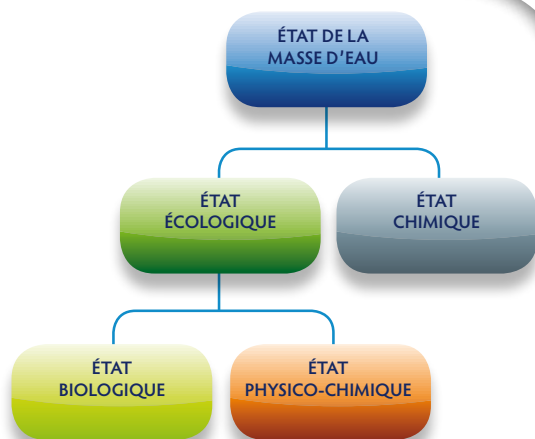 ÉTAT DE LA
MASSE D'EAU
ÉTAT
ÉCOLOGIQUE
ÉTAT
CHIMIQUE
ÉTAT
BIOLOGIQUE
ÉTAT
PHYSICO-CHIMIQUE